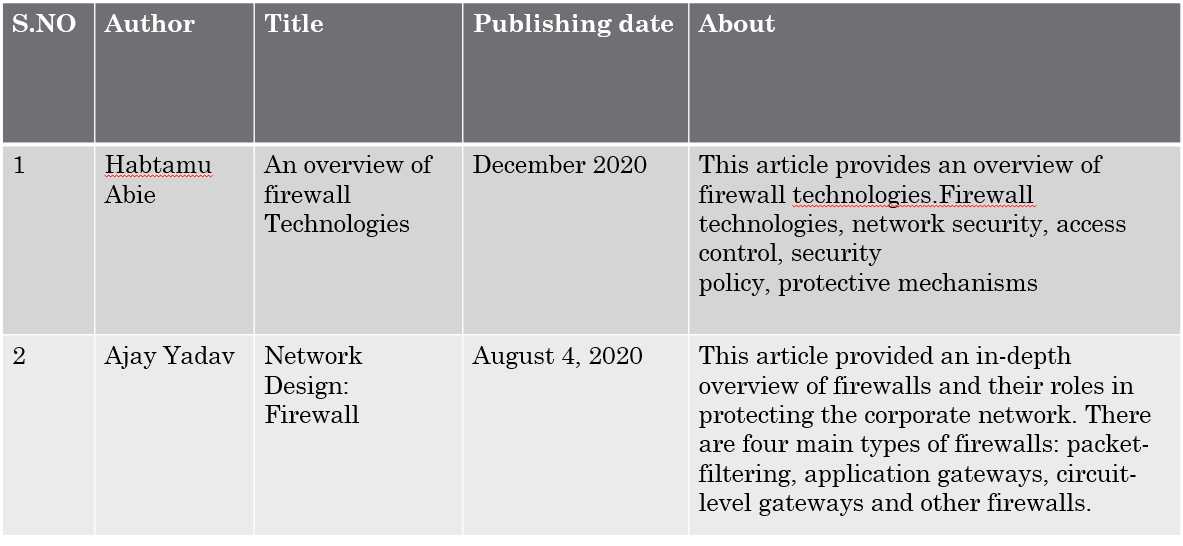 S.NO
Author
Title
Publishing date
About
1
Habtamu
Abie
An overview of
firewall
Technologies
December 2020
This article provides an overview of
firewall technologies.Firewall
technologies, network security, access
control, security
policy, protective mechanisms
2
Ajay Yadav
Network
Design:
Firewall
August 4, 2020
This article provided an in-depth
overview of firewalls and their roles in
protecting the corporate network. There
are four main types of firewalls: packet-
filtering, application gateways, circuit-
level gateways and other firewalls.